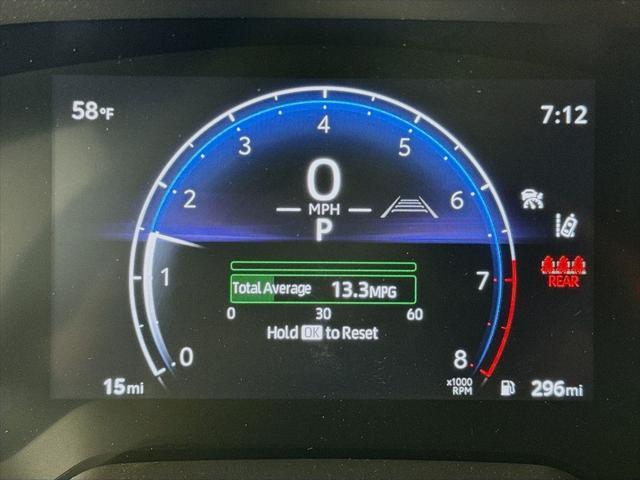 58°F
7:12
4
3
5
0
2
6
MPH
P
1
7
REAR
Total Average 13.3MPG
0 30 60
Hold OK to Reset
0
8
x1000
RPM
15mi
296mi